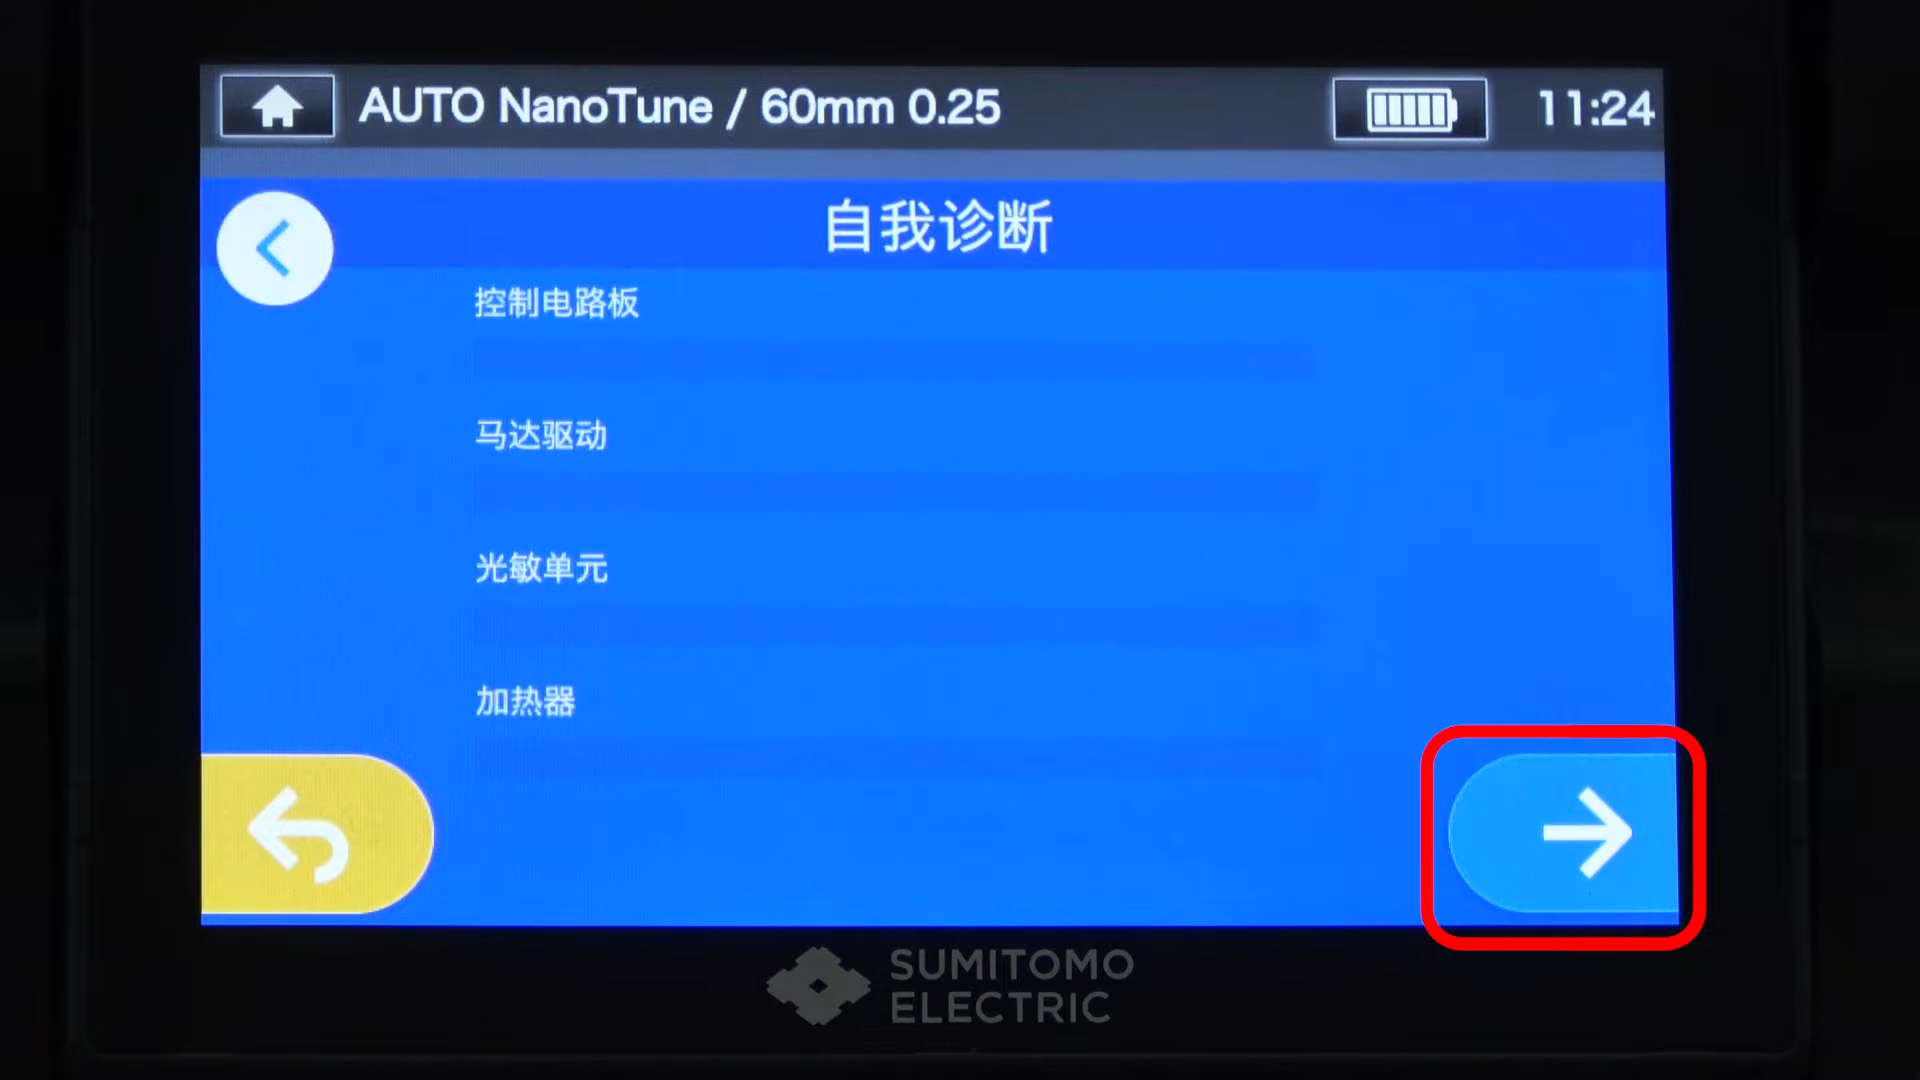 AUTO NanoTune / 60mm 0.25
11:24
自我诊断
控制电路板
马达驱动
光敏单元
加热器
SUMITOMO
ELECTRIC